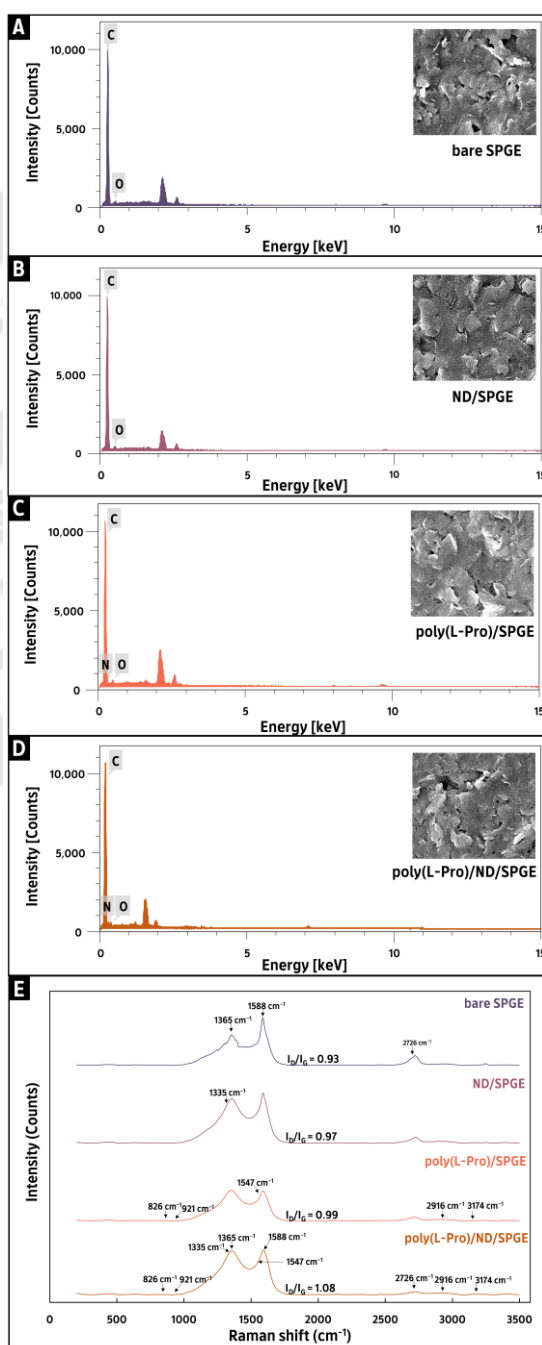 A
C
10,000
5,000
0
O
Intensity [Counts]
bare SPGE
0
5
10
15
Energy [keV]
B
C
10,000
5,000
0
O
Intensity [Counts]
ND/SPGE
0
5
10
15
Energy [keV]
C
C
10,000
5,000
0
N
O
Intensity [Counts]
poly(L-Pro)/SPGE
0
5
10
15
Energy [keV]
D
C
10,000
5,000
0
N
O
Intensity [Counts]
poly(L-Pro)/ND/SPGE
0
5
10
15
Energy [keV]
E
bare SPGE
1588 cm⁻¹
1365 cm⁻¹
2726 cm⁻¹
I_D/I_G = 0.93
ND/SPGE
1335 cm⁻¹
I_D/I_G = 0.97
poly(L-Pro)/SPGE
1547 cm⁻¹
826 cm⁻¹
921 cm⁻¹
2916 cm⁻¹
3174 cm⁻¹
I_D/I_G = 0.99
poly(L-Pro)/ND/SPGE
1365 cm⁻¹
1588 cm⁻¹
1335 cm⁻¹
1547 cm⁻¹
826 cm⁻¹
921 cm⁻¹
2726 cm⁻¹
2916 cm⁻¹
3174 cm⁻¹
I_D/I_G = 1.08
Intensity (Counts)
0
500
1000
1500
2000
2500
3000
3500
Raman shift (cm⁻¹)